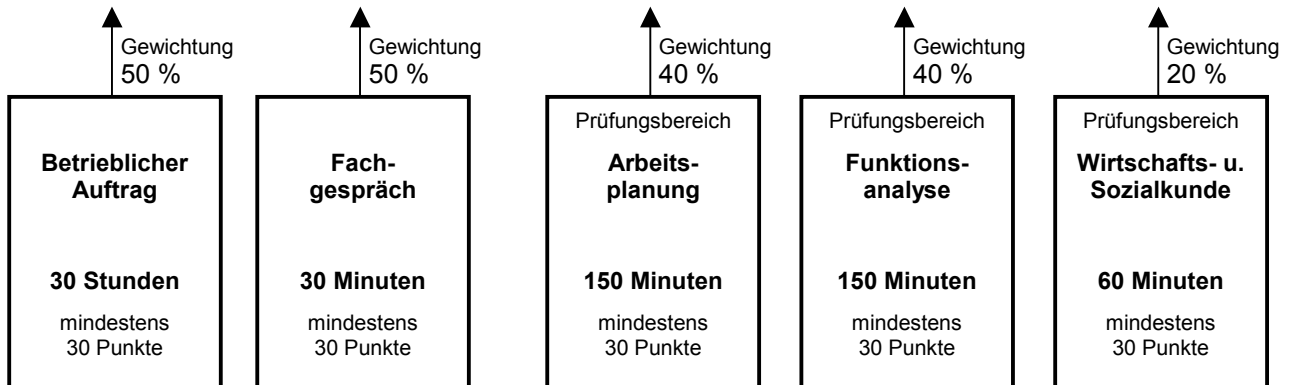 Gewichtung
50 %
Gewichtung
50 %
Gewichtung
40 %
Gewichtung
40 %
Gewichtung
20 %
Betrieblicher
Auftrag
30 Stunden
mindestens
30 Punkte
Fach-
gespräch
30 Minuten
mindestens
30 Punkte
Prüfungsbereich
Arbeits-
planung
150 Minuten
mindestens
30 Punkte
Prüfungsbereich
Funktions-
analyse
150 Minuten
mindestens
30 Punkte
Prüfungsbereich
Wirtschafts- u.
Sozialkunde
60 Minuten
mindestens
30 Punkte